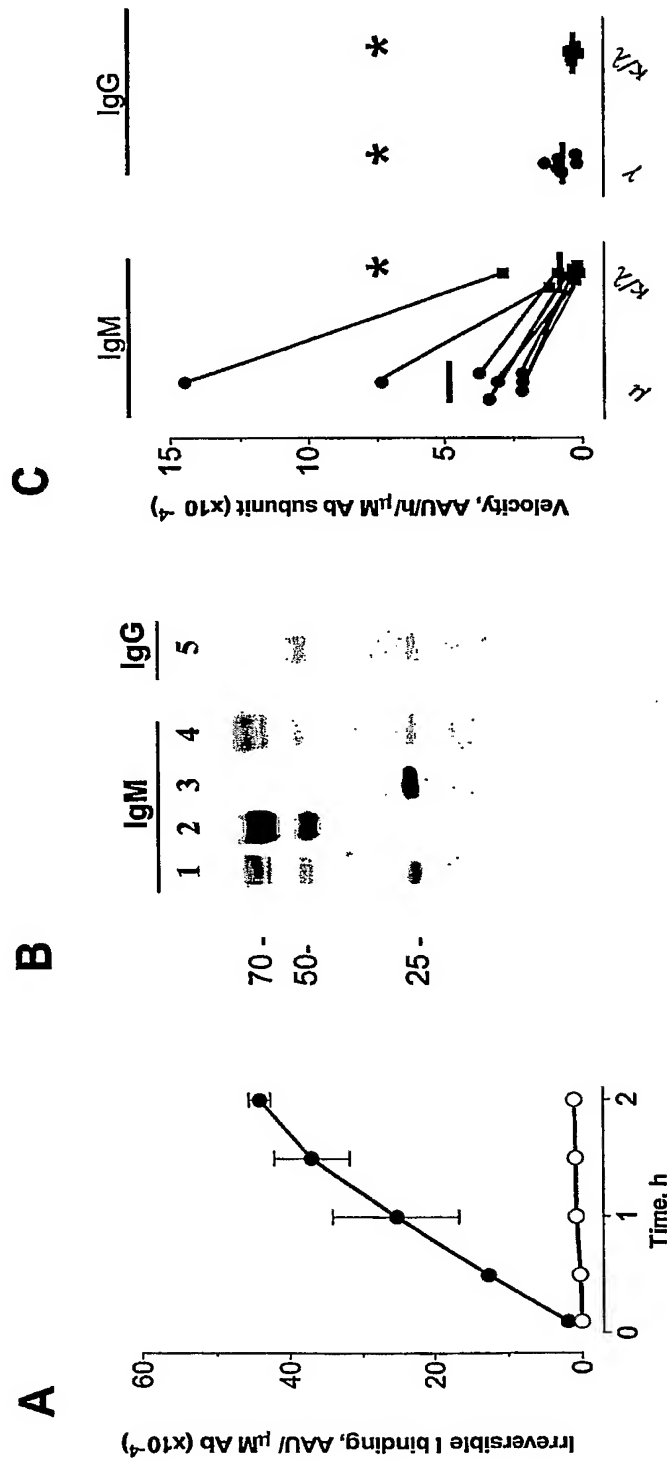 A
Irreversible I binding, AAU/ µM Ab (x10⁻⁴)
60
40
20
0
0
1
2
Time, h
B
IgM
IgG
1 2 3 4 5
70 -
50-
25 -
C
IgM
IgG
* * *
Velocity, AAU/h/µM Ab subunit (x10⁻⁴)
15
10
5
0
µ
κ/λ
γ
κ/λ